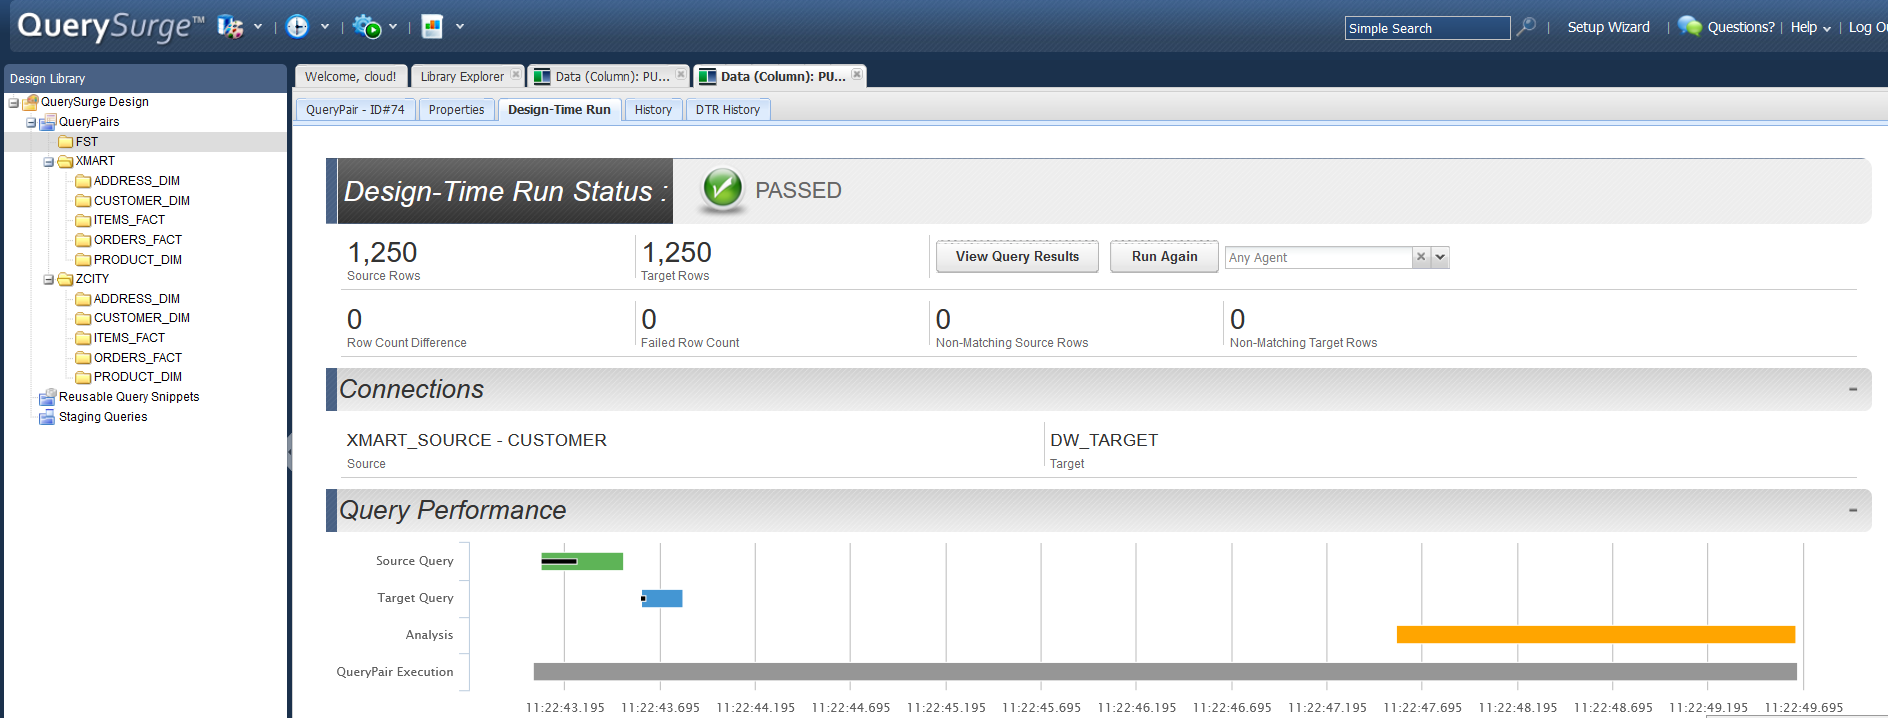 QuerySurge™
Simple Search
Setup Wizard
Questions?
Help
Log O
Design Library
Welcome, cloud!
Library Explorer
Data (Column): PU...
Data (Column): PU...
QuerySurge Design
QueryPairs
FST
XMART
ADDRESS_DIM
CUSTOMER_DIM
ITEMS_FACT
ORDERS_FACT
PRODUCT_DIM
ZCITY
ADDRESS_DIM
CUSTOMER_DIM
ITEMS_FACT
ORDERS_FACT
PRODUCT_DIM
Reusable Query Snippets
Staging Queries
QueryPair - ID#74
Properties
Design-Time Run
History
DTR History
Design-Time Run Status :
PASSED
1,250
Source Rows
1,250
Target Rows
View Query Results
Run Again
Any Agent
0
Row Count Difference
0
Failed Row Count
0
Non-Matching Source Rows
0
Non-Matching Target Rows
Connections
XMART_SOURCE - CUSTOMER
Source
DW_TARGET
Target
Query Performance
Source Query
Target Query
Analysis
QueryPair Execution
11:22:43.195 11:22:43.695 11:22:44.195 11:22:44.695 11:22:45.195 11:22:45.695 11:22:46.195 11:22:46.695 11:22:47.195 11:22:47.695 11:22:48.195 11:22:48.695 11:22:49.195 11:22:49.695